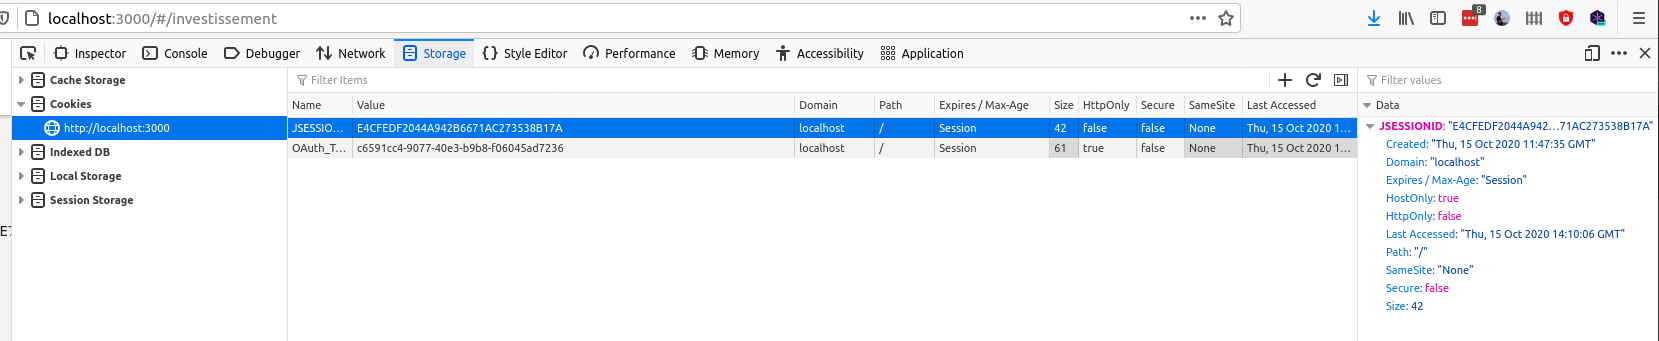 localhost:3000/#/investissement
8
Inspector Console Debugger Network Storage Style Editor Performance Memory Accessibility Application
Cache Storage
Cookies
http://localhost:3000
Indexed DB
Local Storage
Session Storage
Filter Items
Name Value Domain Path Expires / Max-Age Size HttpOnly Secure SameSite Last Accessed
JSESSIO... E4CFEDF2044A942B6671AC273538B17A localhost / Session 42 false false None Thu, 15 Oct 2020 1...
OAuth_T... c6591cc4-9077-40e3-b9b8-f06045ad7236 localhost / Session 61 true false None Thu, 15 Oct 2020 1...
Filter values
Data
JSESSIONID: "E4CFEDF2044A942...71AC273538B17A"
Created: "Thu, 15 Oct 2020 11:47:35 GMT"
Domain: "localhost"
Expires / Max-Age: "Session"
HostOnly: true
HttpOnly: false
Last Accessed: "Thu, 15 Oct 2020 14:10:06 GMT"
Path: "/"
SameSite: "None"
Secure: false
Size: 42